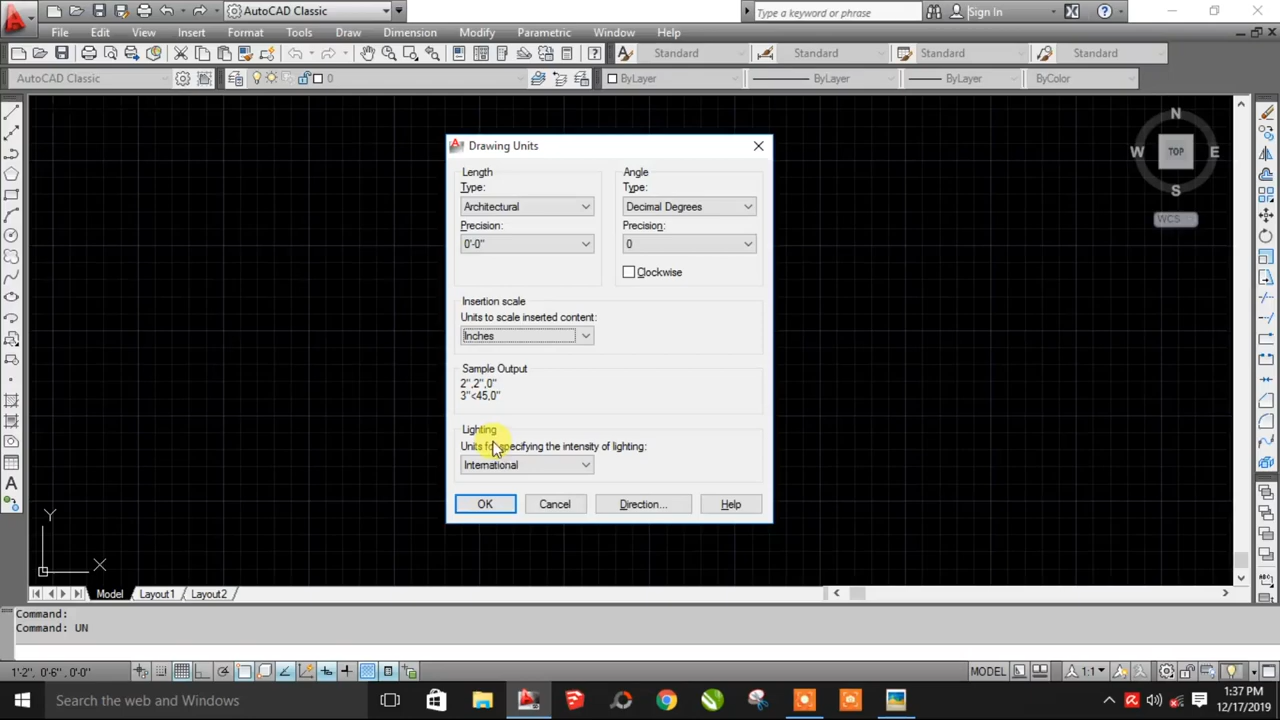 AutoCAD Classic
Type a keyword or phrase
Sign In
File Edit View Insert Format Tools Draw Dimension Modify Parametric Window Help
Standard Standard Standard Standard
AutoCAD Classic 0 ByLayer ByLayer ByLayer ByColor
Drawing Units
Length Angle
Type: Type:
Architectural Decimal Degrees
Precision: Precision:
0'-0" 0
Clockwise
Insertion scale
Units to scale inserted content:
Inches
Sample Output
2",2",0"
3"<45,0"
Lighting
Units for specifying the intensity of lighting:
International
OK Cancel Direction... Help
N
W TOP E
S
WCS
Y
X
A
Model Layout1 Layout2
Command:
Command: UN
1'-2", 0'-6", 0'-0" MODEL 1:1
Search the web and Windows
1:37 PM
12/17/2019